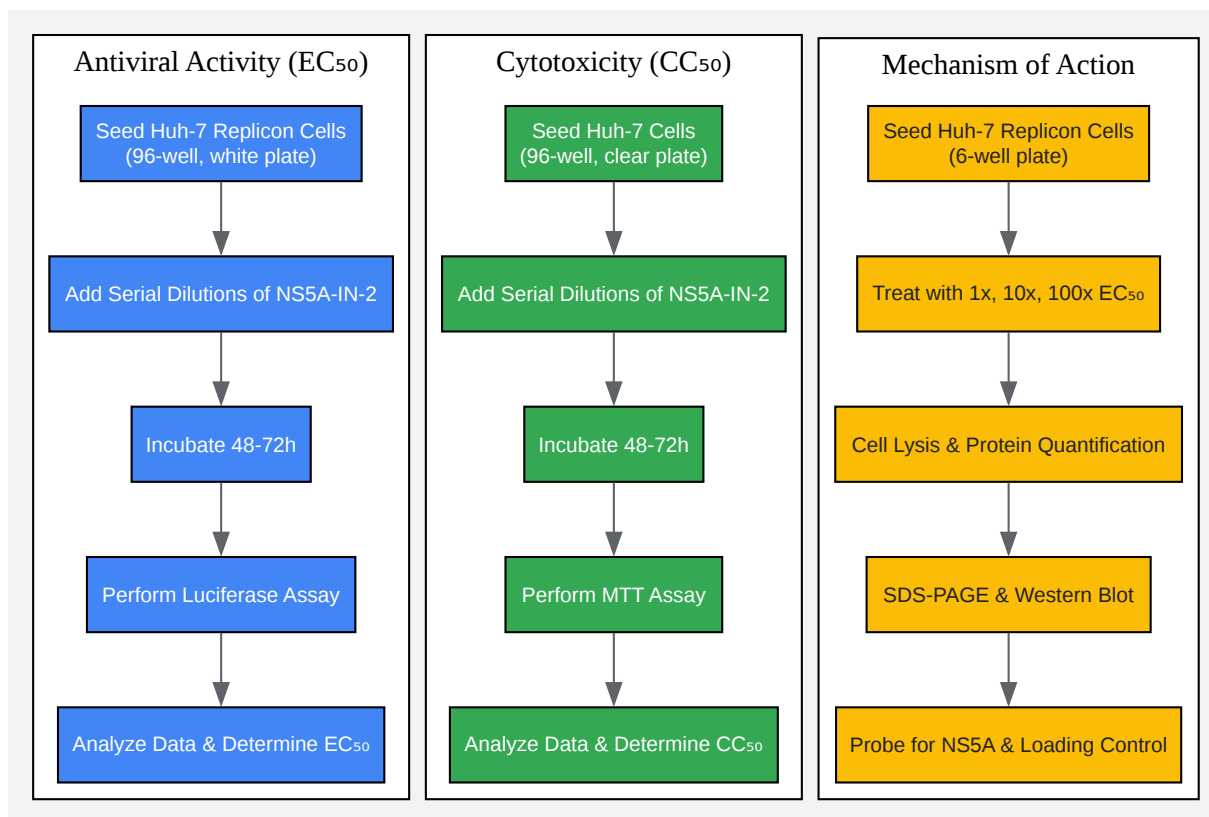 Antiviral Activity (EC₅₀)
Seed Huh-7 Replicon Cells
(96-well, white plate)
Add Serial Dilutions of NS5A-IN-2
Incubate 48-72h
Perform Luciferase Assay
Analyze Data & Determine EC₅₀
Cytotoxicity (CC₅₀)
Seed Huh-7 Cells
(96-well, clear plate)
Add Serial Dilutions of NS5A-IN-2
Incubate 48-72h
Perform MTT Assay
Analyze Data & Determine CC₅₀
Mechanism of Action
Seed Huh-7 Replicon Cells
(6-well plate)
Treat with 1x, 10x, 100x EC₅₀
Cell Lysis & Protein Quantification
SDS-PAGE & Western Blot
Probe for NS5A & Loading Control